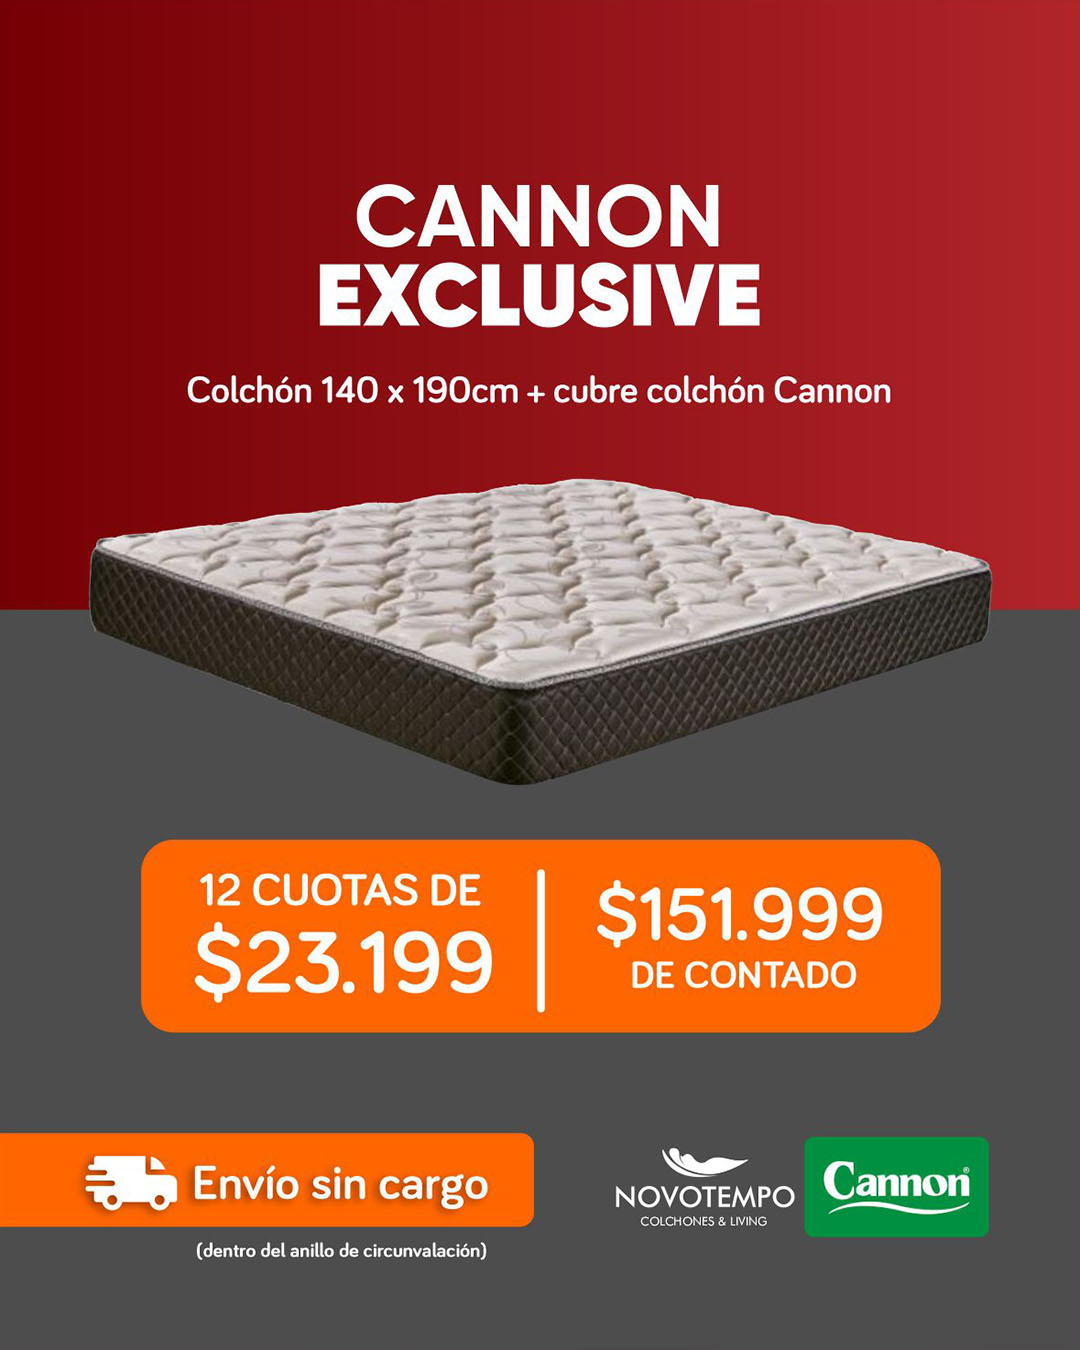 CANNON
EXCLUSIVE
Colchón 140 x 190cm + cubre colchón Cannon
12 CUOTAS DE
$23.199
$151.999
DE CONTADO
Envío sin cargo
(dentro del anillo de circunvalación)
NOVOTEMPO
COLCHONES & LIVING
Cannon®